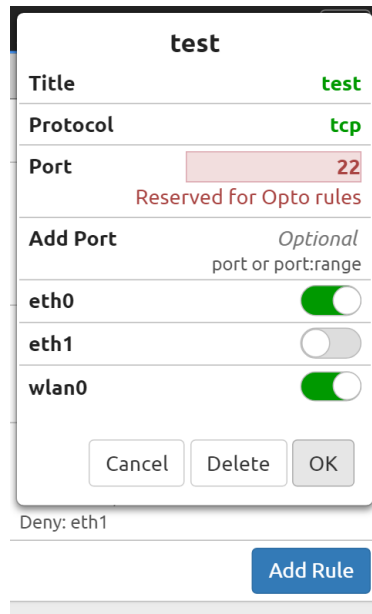 test
Title test
Protocol tcp
Port 22
Reserved for Opto rules
Add Port Optional
port or port:range
eth0
eth1
wlan0
Cancel Delete OK
Deny: eth1
Add Rule